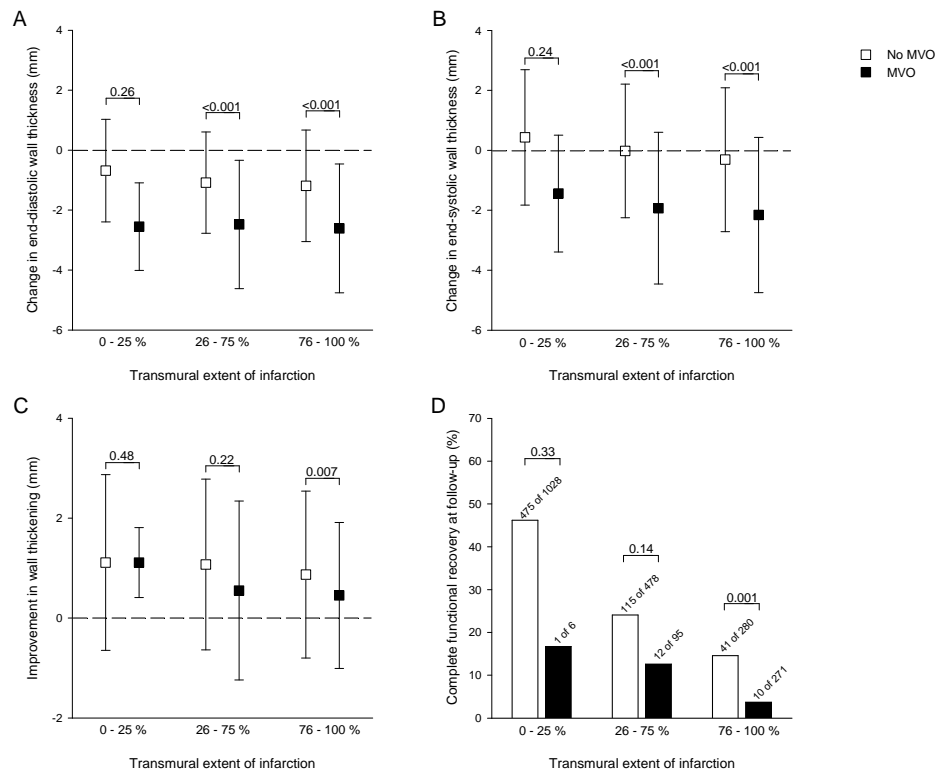 A
Change in end-diastolic wall thickness (mm)
4
2
0
-2
-4
-6
0.26
<0.001
<0.001
0 - 25 %
26 - 75 %
76 - 100 %
Transmural extent of infarction
B
Change in end-systolic wall thickness (mm)
4
2
0
-2
-4
-6
0.24
<0.001
<0.001
0 - 25 %
26 - 75 %
76 - 100 %
Transmural extent of infarction
No MVO
MVO
C
Improvement in wall thickening (mm)
4
2
0
-2
0.48
0.22
0.007
0 - 25 %
26 - 75 %
76 - 100 %
Transmural extent of infarction
D
Complete functional recovery at follow-up (%)
70
60
50
40
30
20
10
0
0.33
0.14
0.001
475 of 1028
1 of 6
115 of 478
12 of 95
41 of 280
10 of 271
0 - 25 %
26 - 75 %
76 - 100 %
Transmural extent of infarction